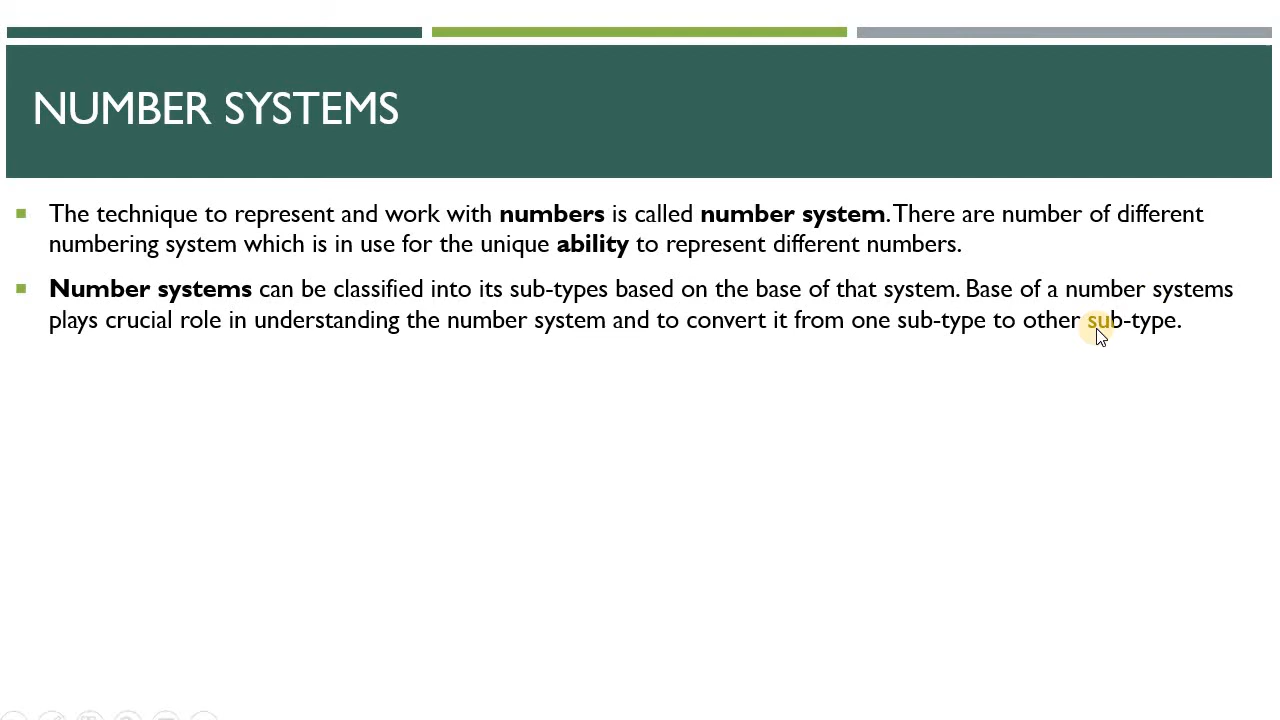 NUMBER SYSTEMS
The technique to represent and work with numbers is called number system. There are number of different
numbering system which is in use for the unique ability to represent different numbers.
Number systems can be classified into its sub-types based on the base of that system. Base of a number systems
plays crucial role in understanding the number system and to convert it from one sub-type to other sub-type.